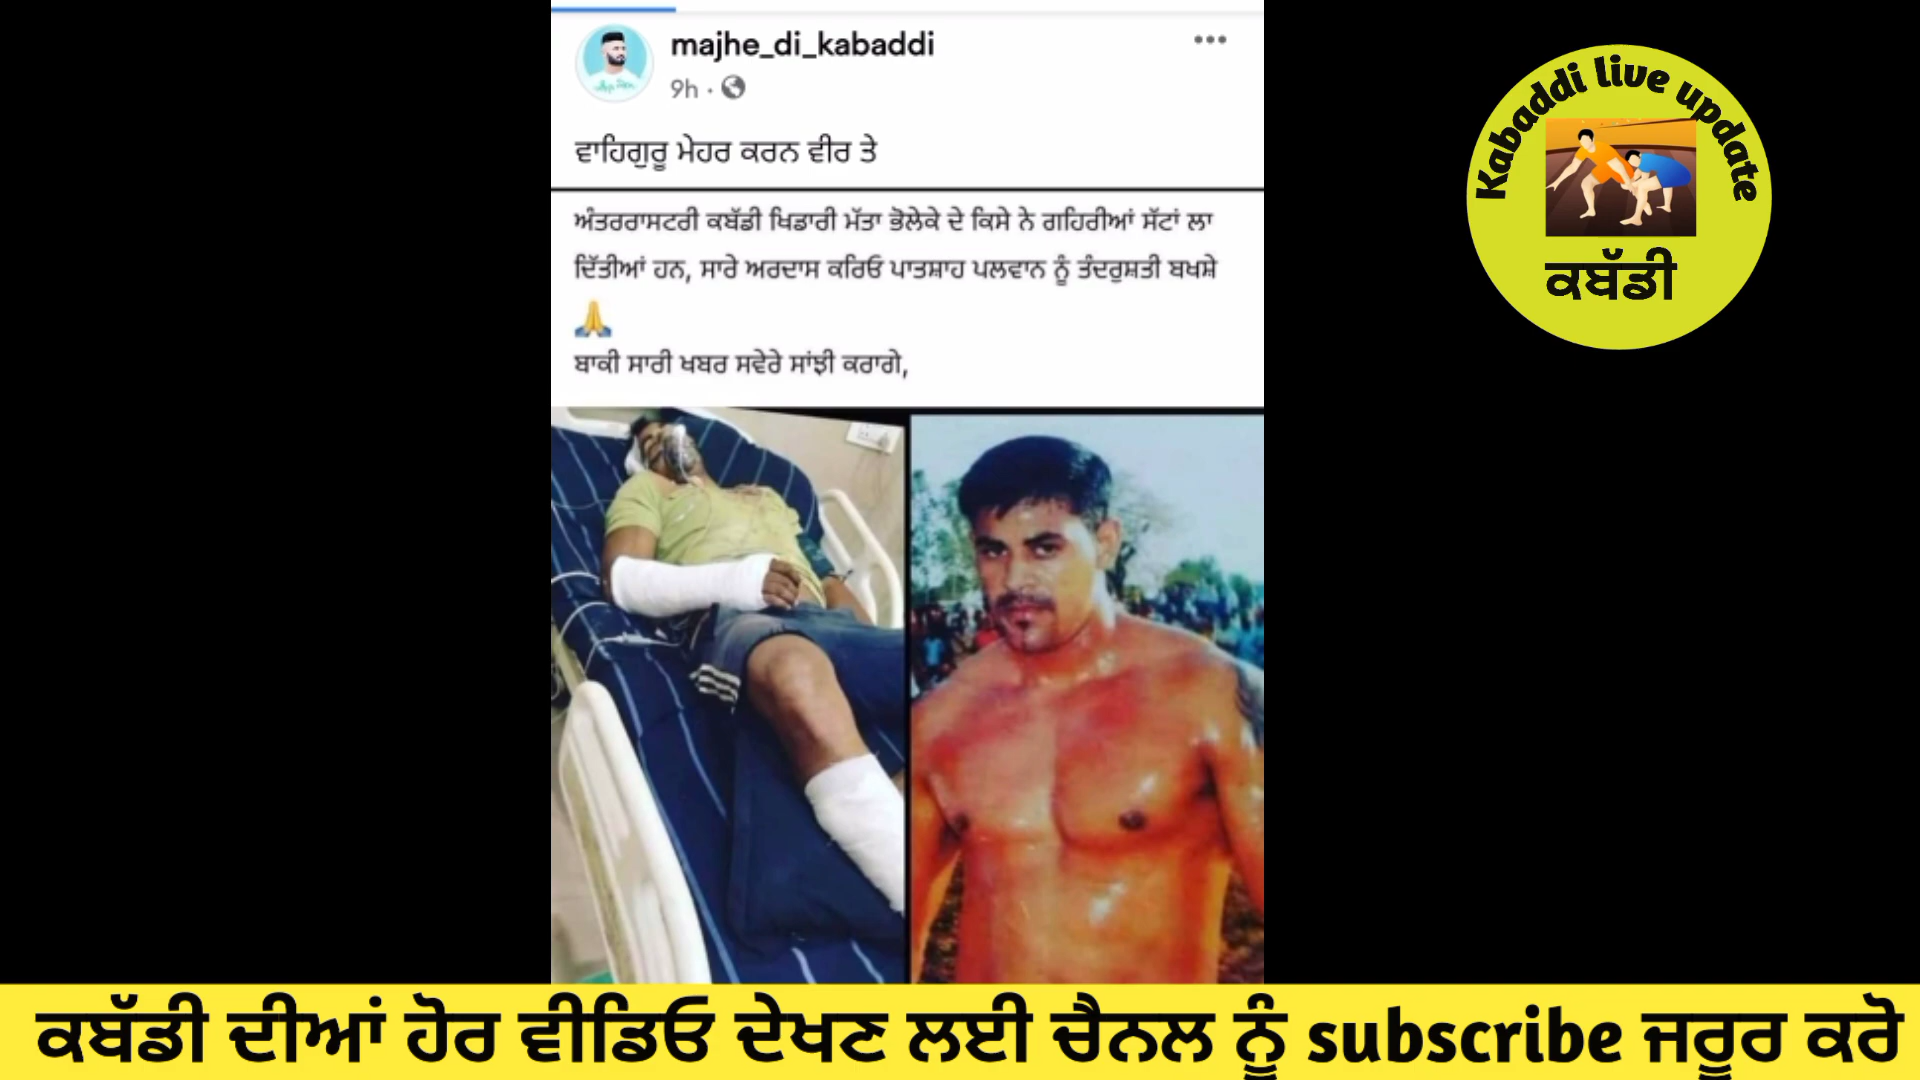 majhe_di_kabaddi
9h
ਵਾਹਿਗੁਰੂ ਮੇਹਰ ਕਰਨ ਵੀਰ ਤੇ
ਅੰਤਰਰਾਸਟਰੀ ਕਬੱਡੀ ਖਿਡਾਰੀ ਮੱਤਾ ਭੋਲੇਕੇ ਦੇ ਕਿਸੇ ਨੇ ਗਹਿਰੀਆਂ ਸੱਟਾਂ ਲਾ
ਦਿੱਤੀਆਂ ਹਨ, ਸਾਰੇ ਅਰਦਾਸ ਕਰਿਓ ਪਾਤਸ਼ਾਹ ਪਲਵਾਨ ਨੂੰ ਤੰਦਰੁਸ਼ਤੀ ਬਖਸ਼ੇ
🙏
ਬਾਕੀ ਸਾਰੀ ਖਬਰ ਸਵੇਰੇ ਸਾਂਝੀ ਕਰਾਗੇ,
Kabaddi live update
ਕਬੱਡੀ
ਕਬੱਡੀ ਦੀਆਂ ਹੋਰ ਵੀਡਿਓ ਦੇਖਣ ਲਈ ਚੈਨਲ ਨੂੰ subscribe ਜਰੂਰ ਕਰੋ